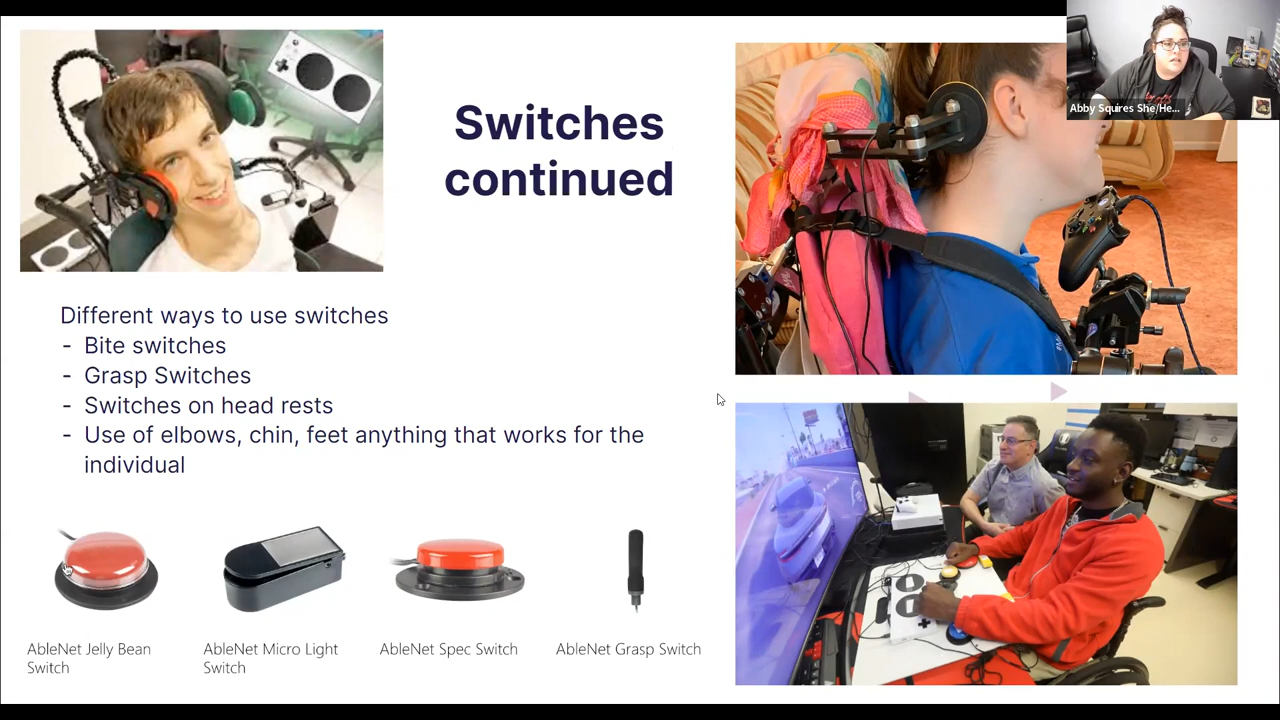 Switches
continued
Abby Squires She/He...
Different ways to use switches
- Bite switches
- Grasp Switches
- Switches on head rests
- Use of elbows, chin, feet anything that works for the
individual
AbleNet Jelly Bean
Switch
AbleNet Micro Light
Switch
AbleNet Spec Switch
AbleNet Grasp Switch